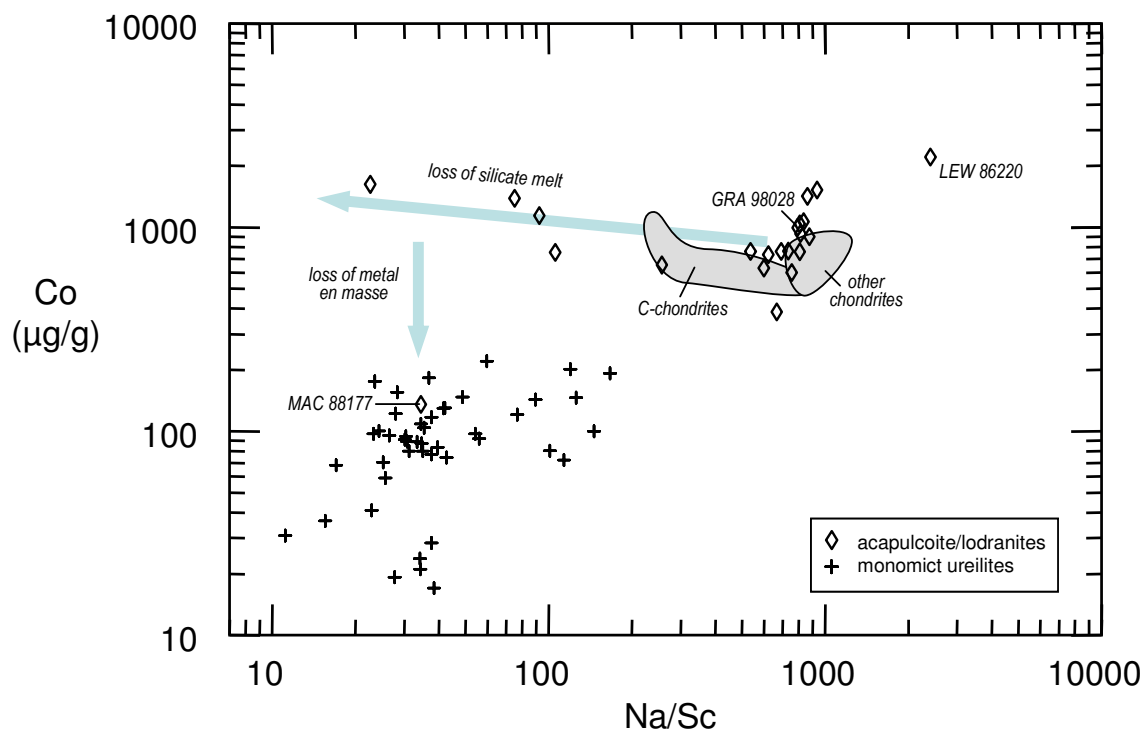 10000
1000
100
10
Co
(µg/g)
loss of silicate melt
GRA 98028
LEW 86220
loss of metal
en masse
C-chondrites
other
chondrites
MAC 88177
acapulcoite/lodranites
monomict ureilites
10
100
1000
10000
Na/Sc